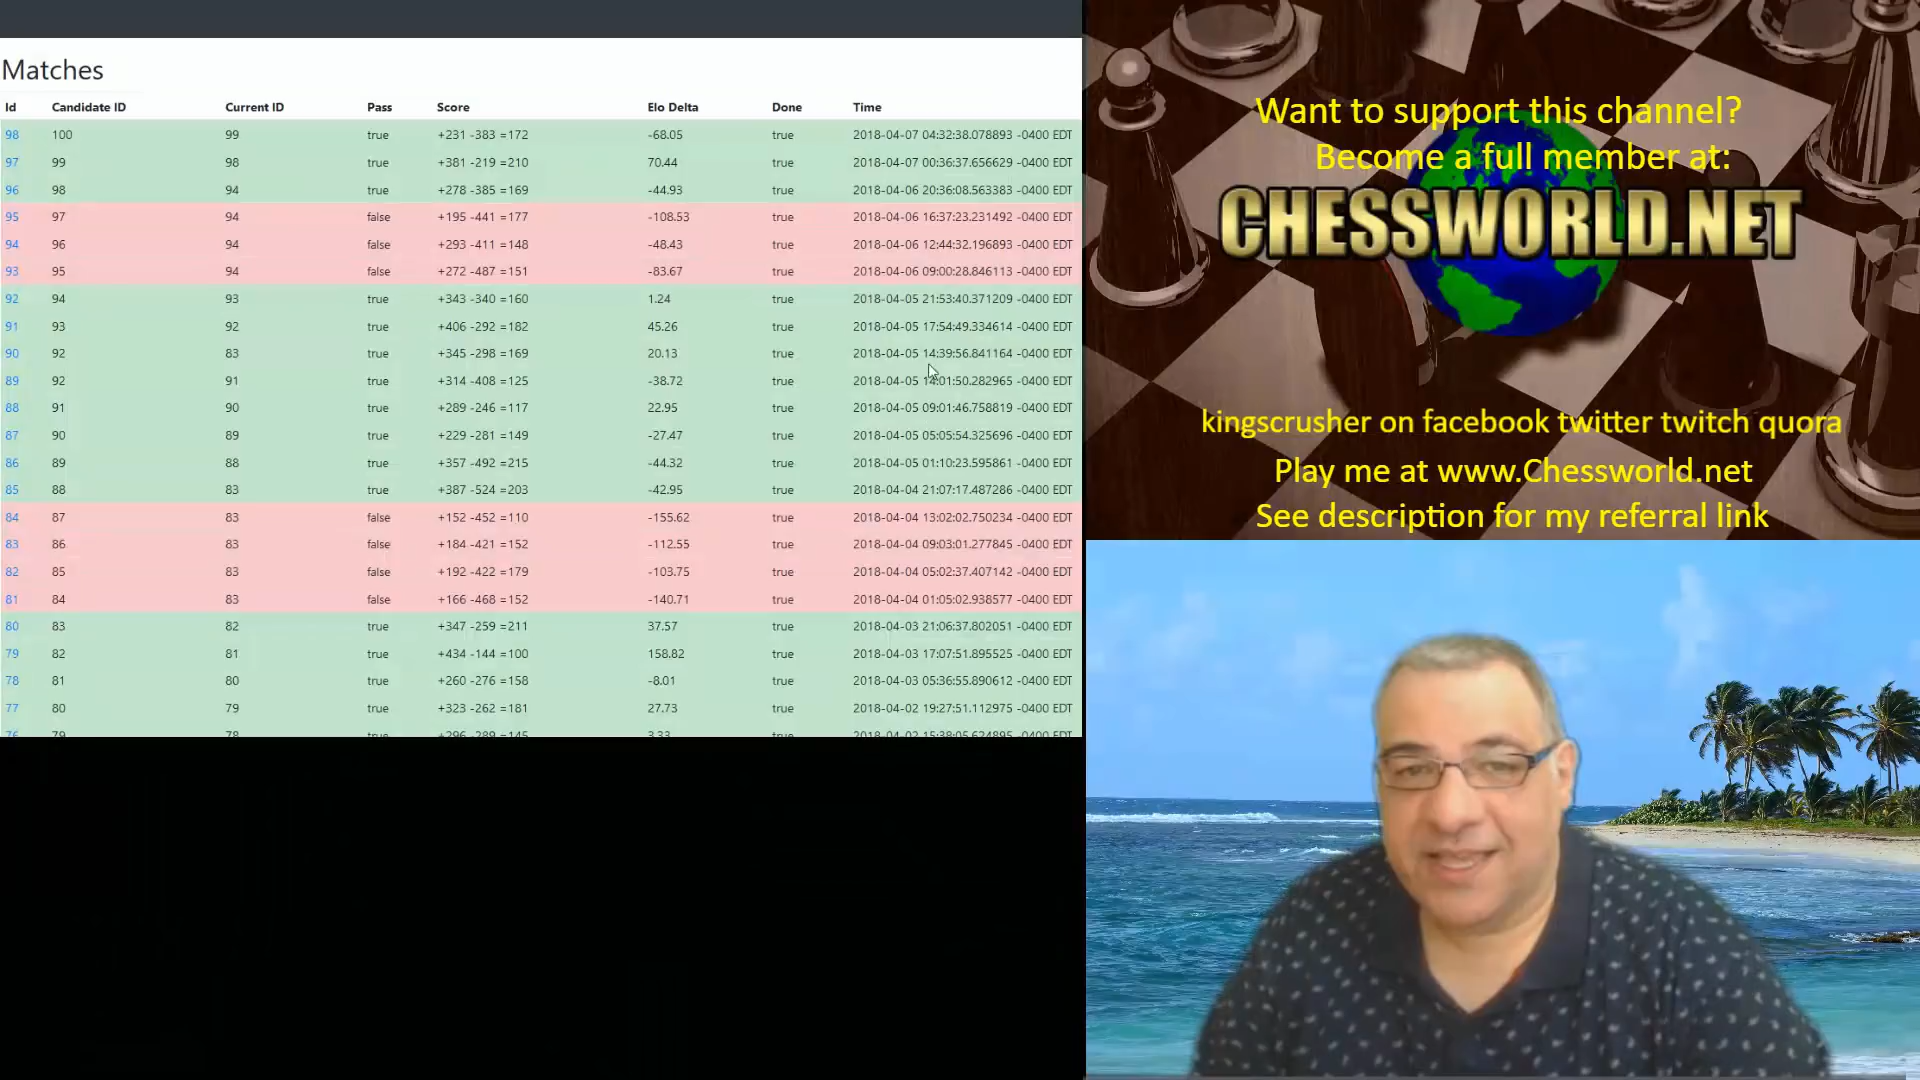 Matches
Id Candidate ID Current ID Pass Score Elo Delta Done Time
98 100 99 true +231 -383 =172 -68.05 true 2018-04-07 04:32:38.078893 -0400 EDT
97 99 98 true +381 -219 =210 70.44 true 2018-04-07 00:36:37.656629 -0400 EDT
96 98 94 true +278 -385 =169 -44.93 true 2018-04-06 20:36:08.563383 -0400 EDT
95 97 94 false +195 -441 =177 -108.53 true 2018-04-06 16:37:23.231492 -0400 EDT
94 96 94 false +293 -411 =148 -48.43 true 2018-04-06 12:44:32.196893 -0400 EDT
93 95 94 false +272 -487 =151 -83.67 true 2018-04-06 09:00:28.846113 -0400 EDT
92 94 93 true +343 -340 =160 1.24 true 2018-04-05 21:53:40.371209 -0400 EDT
91 93 92 true +406 -292 =182 45.26 true 2018-04-05 17:54:49.334614 -0400 EDT
90 92 83 true +345 -298 =169 20.13 true 2018-04-05 14:39:56.841164 -0400 EDT
89 92 91 true +314 -408 =125 -38.72 true 2018-04-05 14:01:50.282965 -0400 EDT
88 91 90 true +289 -246 =117 22.95 true 2018-04-05 09:01:46.758819 -0400 EDT
87 90 89 true +229 -281 =149 -27.47 true 2018-04-05 05:05:54.325696 -0400 EDT
86 89 88 true +357 -492 =215 -44.32 true 2018-04-05 01:10:23.595861 -0400 EDT
85 88 83 true +387 -524 =203 -42.95 true 2018-04-04 21:07:17.487286 -0400 EDT
84 87 83 false +152 -452 =110 -155.62 true 2018-04-04 13:02:02.750234 -0400 EDT
83 86 83 false +184 -421 =152 -112.55 true 2018-04-04 09:03:01.277845 -0400 EDT
82 85 83 false +192 -422 =179 -103.75 true 2018-04-04 05:02:37.407142 -0400 EDT
81 84 83 false +166 -468 =152 -140.71 true 2018-04-04 01:05:02.938577 -0400 EDT
80 83 82 true +347 -259 =211 37.57 true 2018-04-03 21:06:37.802051 -0400 EDT
79 82 81 true +434 -144 =100 158.82 true 2018-04-03 17:07:51.895525 -0400 EDT
78 81 80 true +260 -276 =158 -8.01 true 2018-04-03 05:36:55.890612 -0400 EDT
77 80 79 true +323 -262 =181 27.73 true 2018-04-02 19:27:51.112975 -0400 EDT
76 79 78 true +296 -289 =145 3.33 true 2018-04-02 15:38:05.624895 -0400 EDT
Want to support this channel?
Become a full member at:
CHESSWORLD.NET
kingscrusher on facebook twitter twitch quora
Play me at www.Chessworld.net
See description for my referral link